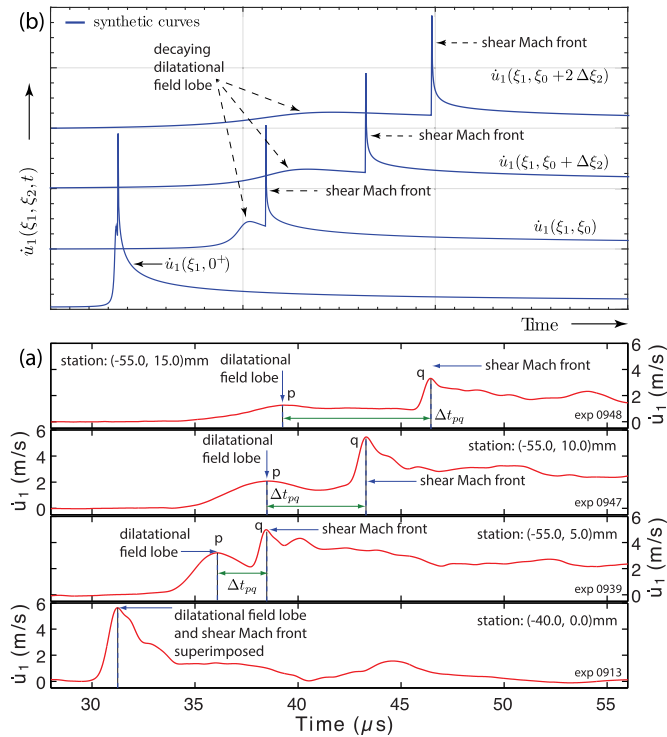 (b)
synthetic curves
decaying
dilatational
field lobe
shear Mach front
u̇₁(ξ₁, ξ₀ + 2 Δξ₂)
shear Mach front
u̇₁(ξ₁, ξ₀ + Δξ₂)
shear Mach front
u̇₁(ξ₁, ξ₀)
u̇₁(ξ₁, 0⁺)
u̇₁(ξ₁, ξ₂, t)
Time
(a)
station: (-55.0, 15.0)mm
dilatational
field lobe
p
q
shear Mach front
Δt_pq
exp 0948
6
4
2
0
u̇₁ (m/s)
dilatational
field lobe
p
q
Δt_pq
station: (-55.0, 10.0)mm
shear Mach front
exp 0947
6
4
2
0
u̇₁ (m/s)
dilatational
field lobe
p
q
shear Mach front
Δt_pq
station: (-55.0, 5.0)mm
exp 0939
6
4
2
0
u̇₁ (m/s)
dilatational field lobe
and shear Mach front
superimposed
station: (-40.0, 0.0)mm
exp 0913
6
4
2
0
u̇₁ (m/s)
30 35 40 45 50 55
Time (μs)